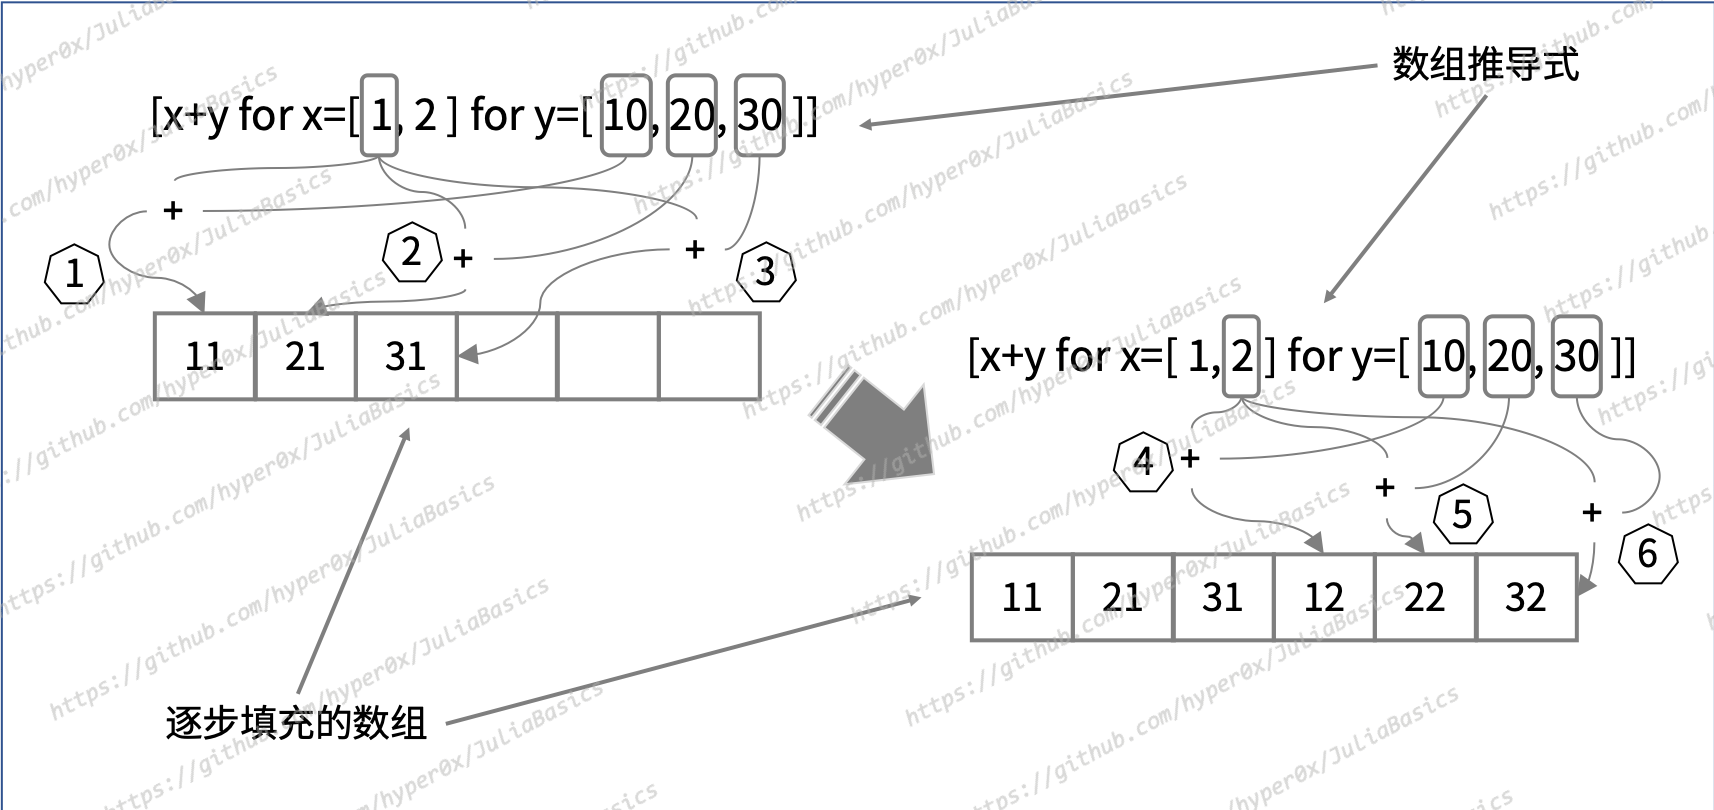 数组推导式
[x+y for x=[ 1, 2 ] for y=[ 10, 20, 30 ]]
+
+
+
1
2
3
11 21 31
[x+y for x=[ 1, 2 ] for y=[ 10, 20, 30 ]]
4
+
+
5
+
6
11 21 31 12 22 32
逐步填充的数组
https://github.com/hyper0x/JuliaBasics